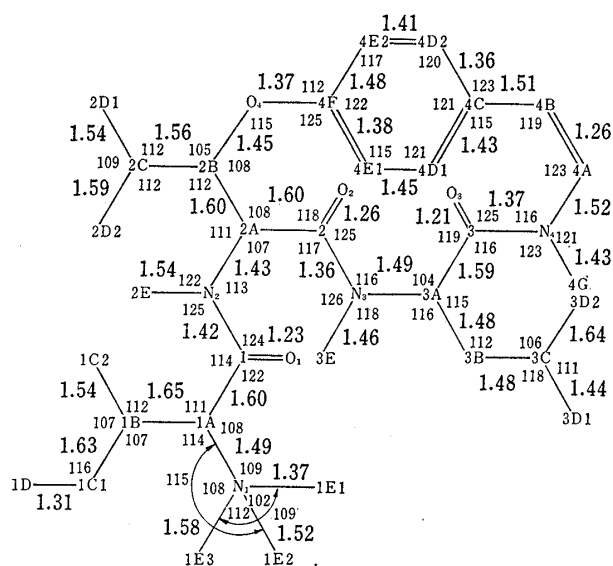 1.41
4E2 4D2
117 120 1.36
1.37 112 1.48 123 1.51
2D1 O₄ 4F 122 121 4C 4B
115 125 1.38 115 119 1.26
1.54 1.56 105 1.45 115 121 1.43
109 2C 112 2B 108 4E1 4D1 123 4A
112 112 1.60 O₂ 1.45 O₃ 1.37
1.59 1.60 108 118 1.26 1.21 125 116 1.52
2D2 111 2A 2 125 119 3 N₄ 121
107 117 116 123
1.54 122 1.43 1.36 116 1.49 104 1.59 1.43
2E N₂ 113 126 N₃ 3A 115 4G
125 118 116 3D2
1.42 124 1.23 1.46 1.48 112 106 1.64
1C2 114 1 O₁ 3E 3B 3C 111
122 1.48 118 1.44
1.54 112 1.65 111 1.60 3D1
107 1B 1A 108
107 114
1.63 1.49
116 115 109 1.37
1D 1C1 108 N₁ 1E1
1.31 102
112 109
1.58 1.52
1E3 1E2